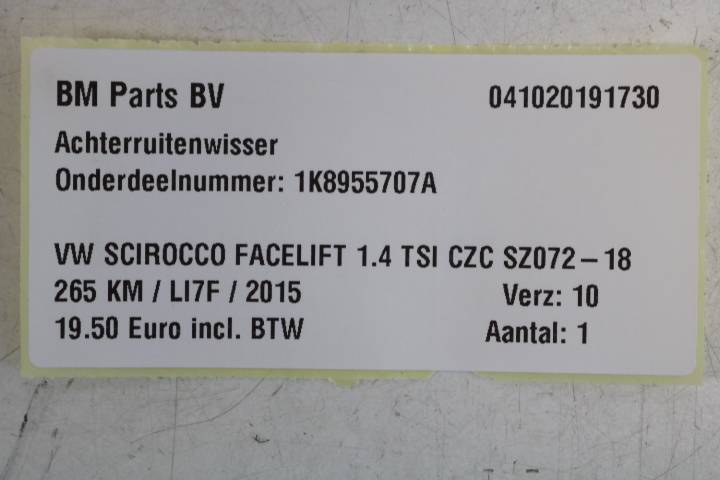 BM Parts BV 041020191730
Achterruitenwisser
Onderdeelnummer: 1K8955707A
VW SCIROCCO FACELIFT 1.4 TSI CZC SZ072-18
265 KM / LI7F / 2015 Verz: 10
19.50 Euro incl. BTW Aantal: 1